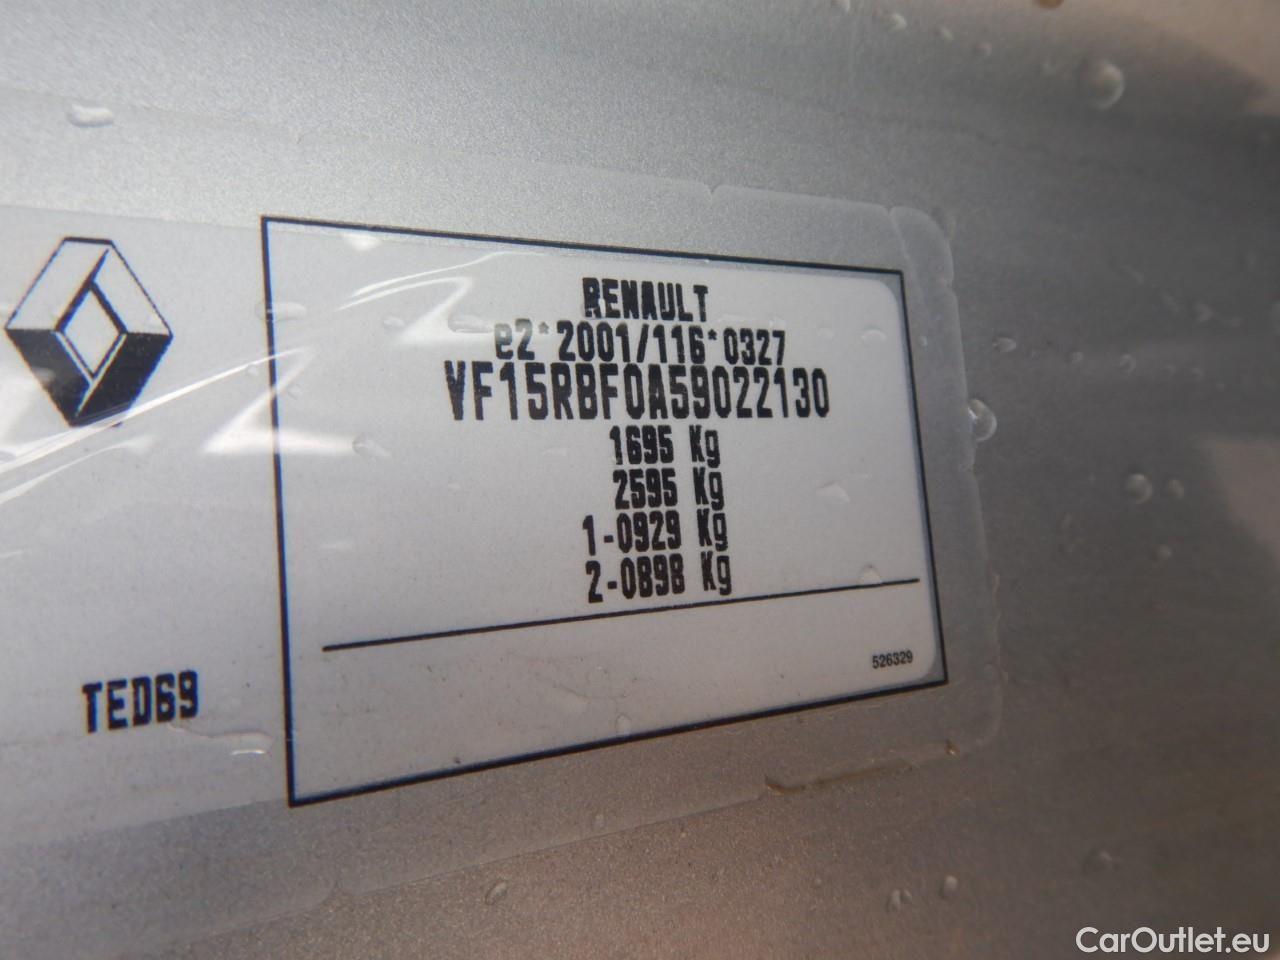 RENAULT
e2*2001/116*0327
VF15RBF0A59022130
1695 Kg
2595 Kg
1-0929 Kg
2-0898 Kg
526329
TED69
CarOutlet.eu